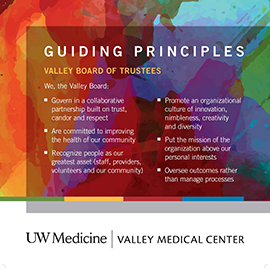 GUIDING PRINCIPLES
VALLEY BOARD OF TRUSTEES
We, the Valley Board:
■ Govern in a collaborative
partnership built on trust,
candor and respect
■ Are committed to improving
the health of our community
■ Recognize people as our
greatest asset (staff, providers,
volunteers and our community)
■ Promote an organizational
culture of innovation,
nimbleness, creativity
and diversity
■ Put the mission of the
organization above our
personal interests
■ Oversee outcomes rather
than manage processes
UW Medicine | VALLEY MEDICAL CENTER